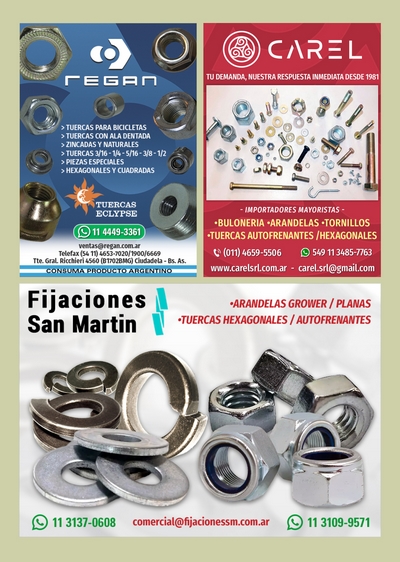 REGAN
> TUERCAS PARA BICICLETAS
> TUERCAS CON ALA DENTADA
> ZINCADAS Y NATURALES
> TUERCAS 3/16 - 1/4 - 5/16 - 3/8 - 1/2
> PIEZAS ESPECIALES
> HEXAGONALES Y CUADRADAS
TUERCAS
ECLYPSE
11 4449-3361
ventas@regan.com.ar
Telefax (54 11) 4653-7020/1900/6669
Tte. Gral. Ricchieri 4560 (B1702BMG) Ciudadela - Bs. As.
CONSUMA PRODUCTO ARGENTINO
CAREL
TU DEMANDA, NUESTRA RESPUESTA INMEDIATA DESDE 1981
- IMPORTADORES MAYORISTAS -
•BULONERIA •ARANDELAS •TORNILLOS
•TUERCAS AUTOFRENANTES /HEXAGONALES
(011) 4659-5506 549 11 3485-7763
www.carelsrl.com.ar - carel.srl@gmail.com
Fijaciones
San Martin
•ARANDELAS GROWER / PLANAS
•TUERCAS HEXAGONALES / AUTOFRENANTES
11 3137-0608 comercial@fijacionessm.com.ar 11 3109-9571